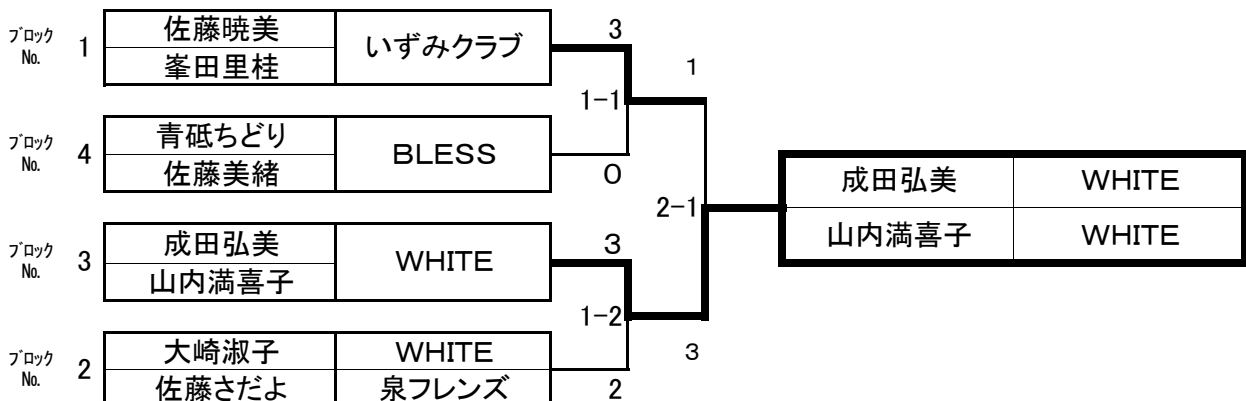 ﾌﾞﾛｯｸ
No.
1
佐藤暁美
峯田里桂
いずみクラブ
3
1
1-1
ﾌﾞﾛｯｸ
No.
4
青砥ちどり
佐藤美緒
BLESS
0
2-1
成田弘美 WHITE
山内満喜子 WHITE
ﾌﾞﾛｯｸ
No.
3
成田弘美
山内満喜子
WHITE
3
1-2
3
ﾌﾞﾛｯｸ
No.
2
大崎淑子 WHITE
佐藤さだよ 泉フレンズ
2